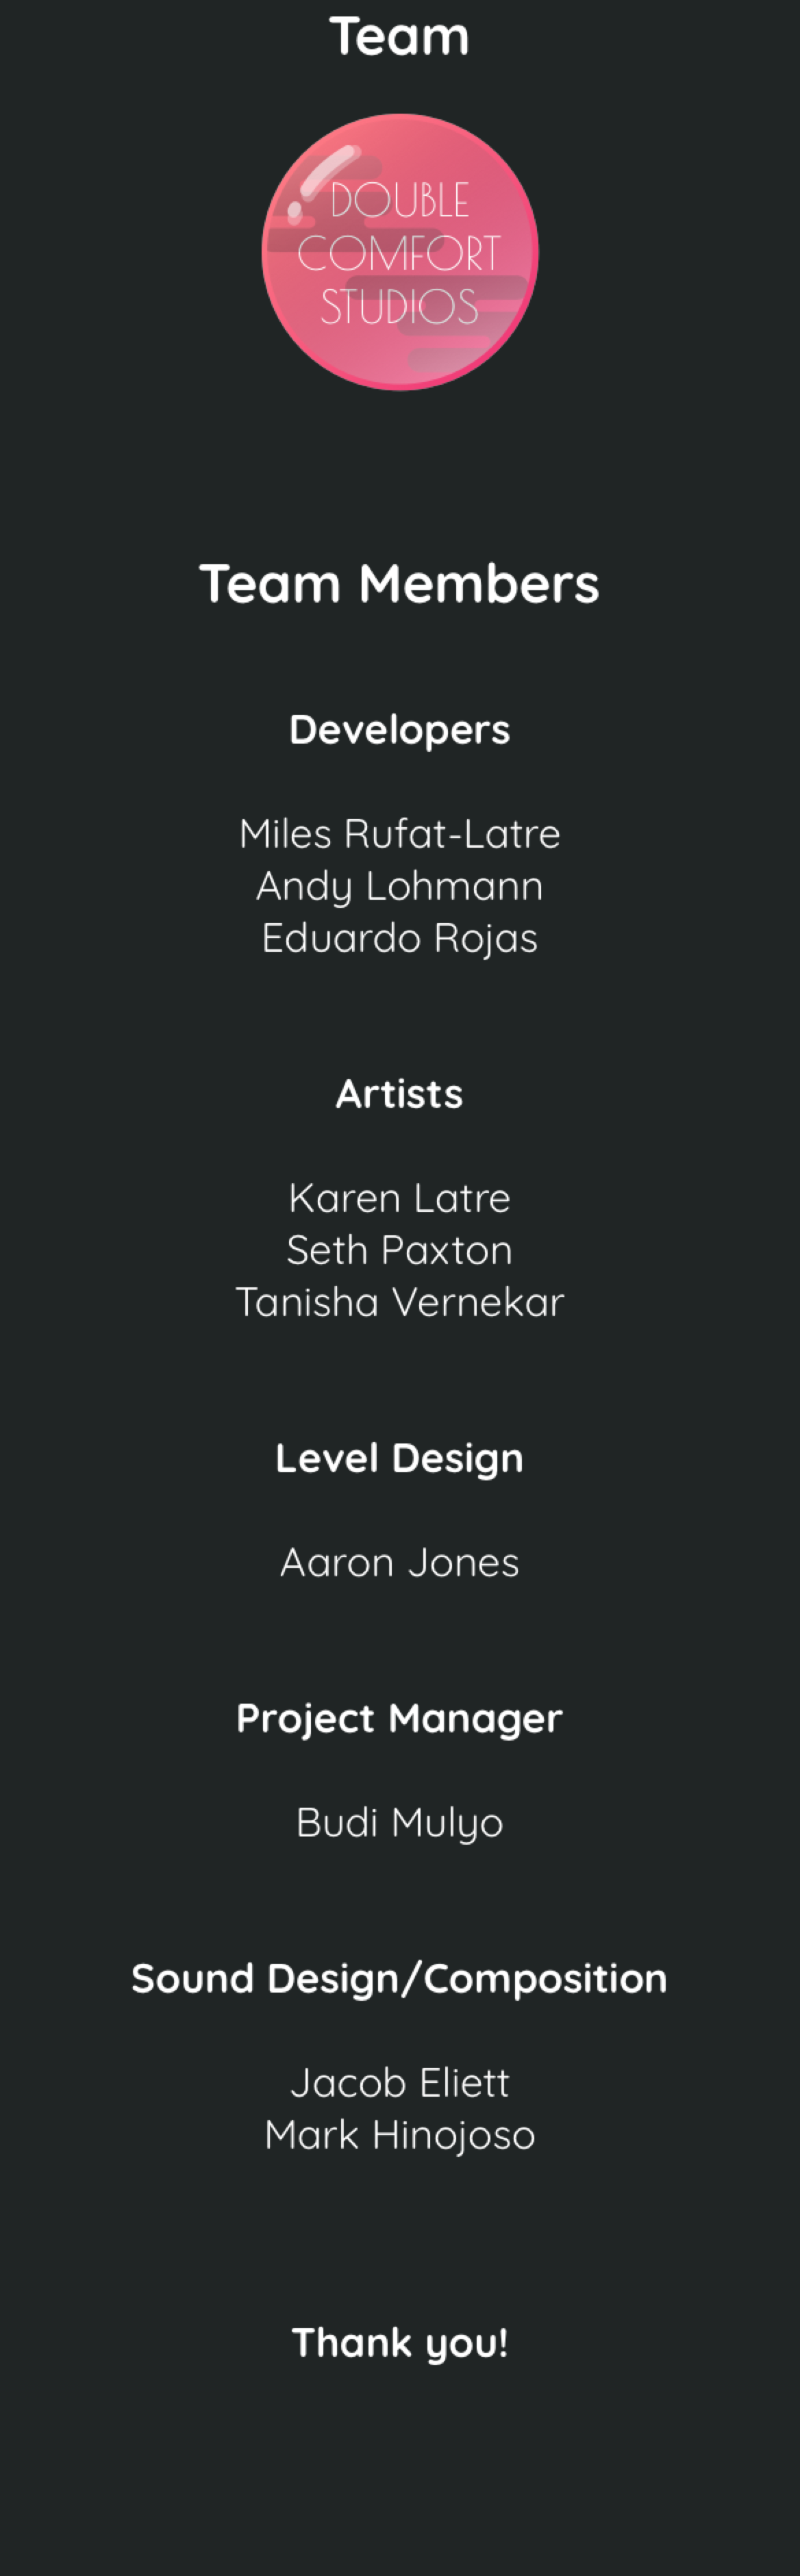 Team
DOUBLE
COMFORT
STUDIOS
Team Members
Developers
Miles Rufat-Latre
Andy Lohmann
Eduardo Rojas
Artists
Karen Latre
Seth Paxton
Tanisha Vernekar
Level Design
Aaron Jones
Project Manager
Budi Mulyo
Sound Design/Composition
Jacob Eliett
Mark Hinojoso
Thank you!